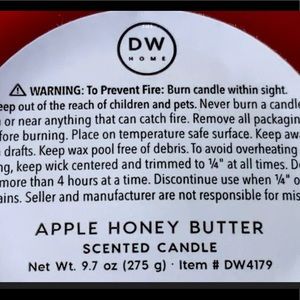 DW
HOME
⚠ WARNING: To Prevent Fire: Burn candle within sight.
eep out of the reach of children and pets. Never burn a candle
or near anything that can catch fire. Remove all packaging
fore burning. Place on temperature safe surface. Keep awa
drafts. Keep wax pool free of debris. To avoid overheating
ng, keep wick centered and trimmed to ¼" at all times. Do
more than 4 hours at a time. Discontinue use when ¼" o
ains. Seller and manufacturer are not responsible for mis
APPLE HONEY BUTTER
SCENTED CANDLE
Net Wt. 9.7 oz (275 g) · Item # DW4179